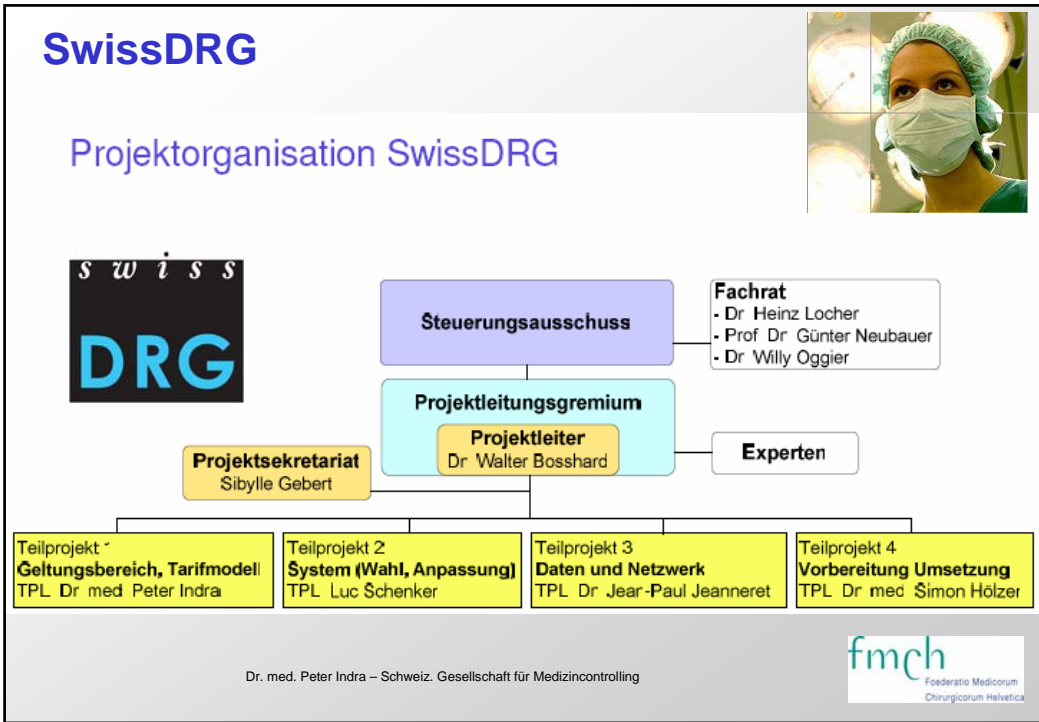 SwissDRG
Projektorganisation SwissDRG
swiss
DRG
Steuerungsausschuss
Fachrat
- Dr Heinz Locher
- Prof Dr Günter Neubauer
- Dr Willy Oggier
Projektleitungsgremium
Projektleiter
Dr Walter Bosshard
Experten
Projektsekretariat
Sibylle Gebert
Teilprojekt 1
Geltungsbereich, Tarifmodell
TPL Dr med Peter Indra
Teilprojekt 2
System (Wahl, Anpassung)
TPL Luc Schenker
Teilprojekt 3
Daten und Netzwerk
TPL Dr Jean-Paul Jeanneret
Teilprojekt 4
Vorbereitung Umsetzung
TPL Dr med Simon Hölzer
Dr. med. Peter Indra – Schweiz. Gesellschaft für Medizincontrolling
fmch
Foederatio Medicorum
Chirurgicorum Helvetica